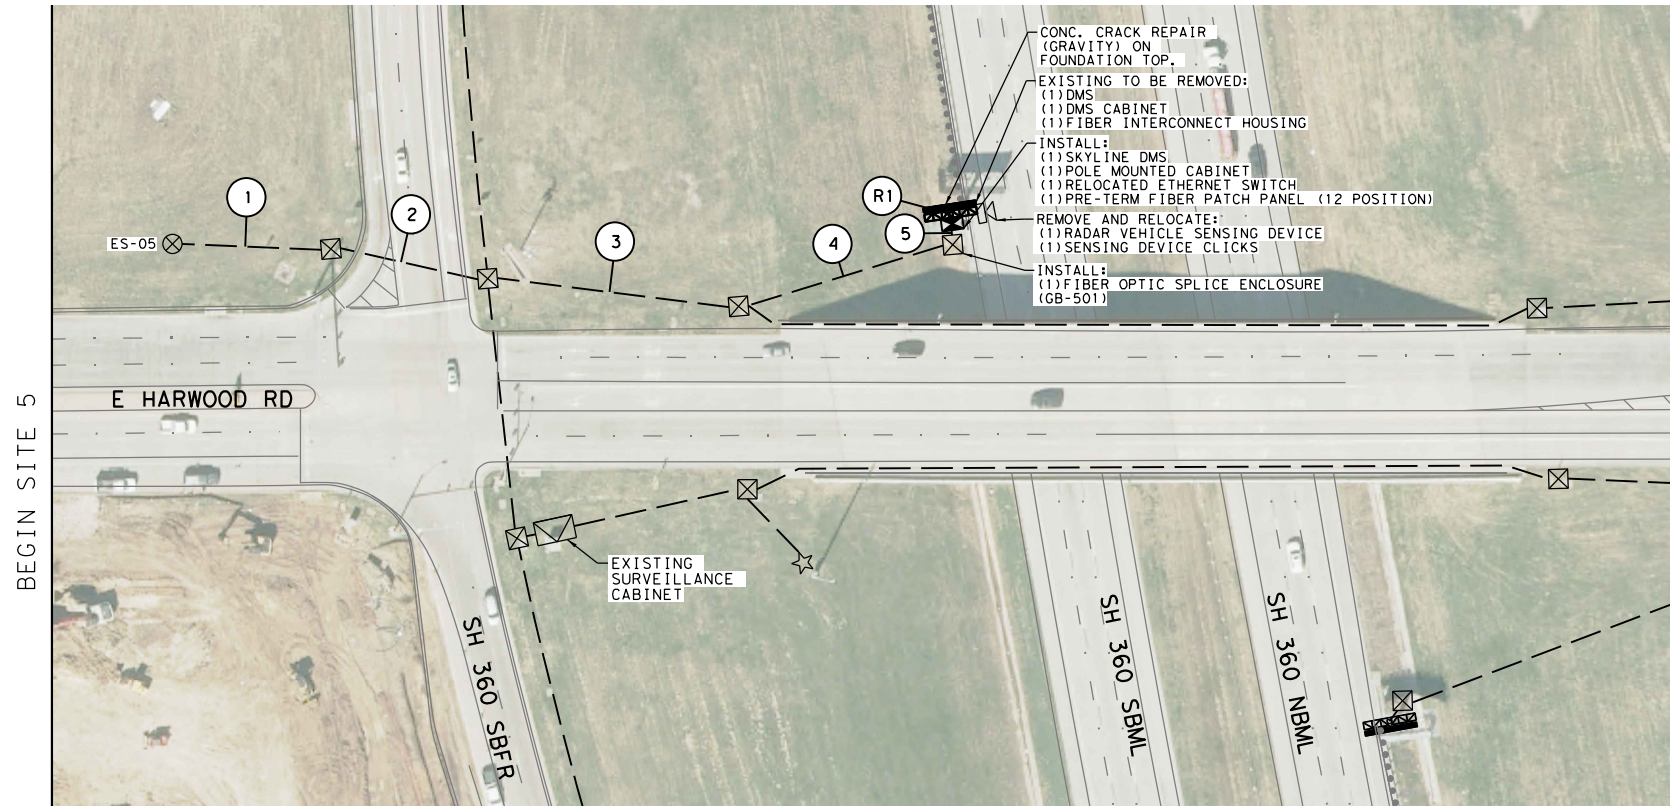 CONC. CRACK REPAIR
(GRAVITY) ON
FOUNDATION TOP.
EXISTING TO BE REMOVED:
(1)DMS
(1)DMS CABINET
(1)FIBER INTERCONNECT HOUSING
INSTALL:
(1)SKYLINE DMS
(1)POLE MOUNTED CABINET
(1)RELOCATED ETHERNET SWITCH
(1)PRE-TERM FIBER PATCH PANEL (12 POSITION)
REMOVE AND RELOCATE:
(1)RADAR VEHICLE SENSING DEVICE
(1)SENSING DEVICE CLICKS
INSTALL:
(1)FIBER OPTIC SPLICE ENCLOSURE
(GB-501)
R1
1
2
3
4
5
ES-05
E HARWOOD RD
BEGIN SITE 5
EXISTING
SURVEILLANCE
CABINET
SH 360 SBFR
SH 360 SBML
SH 360 NBML